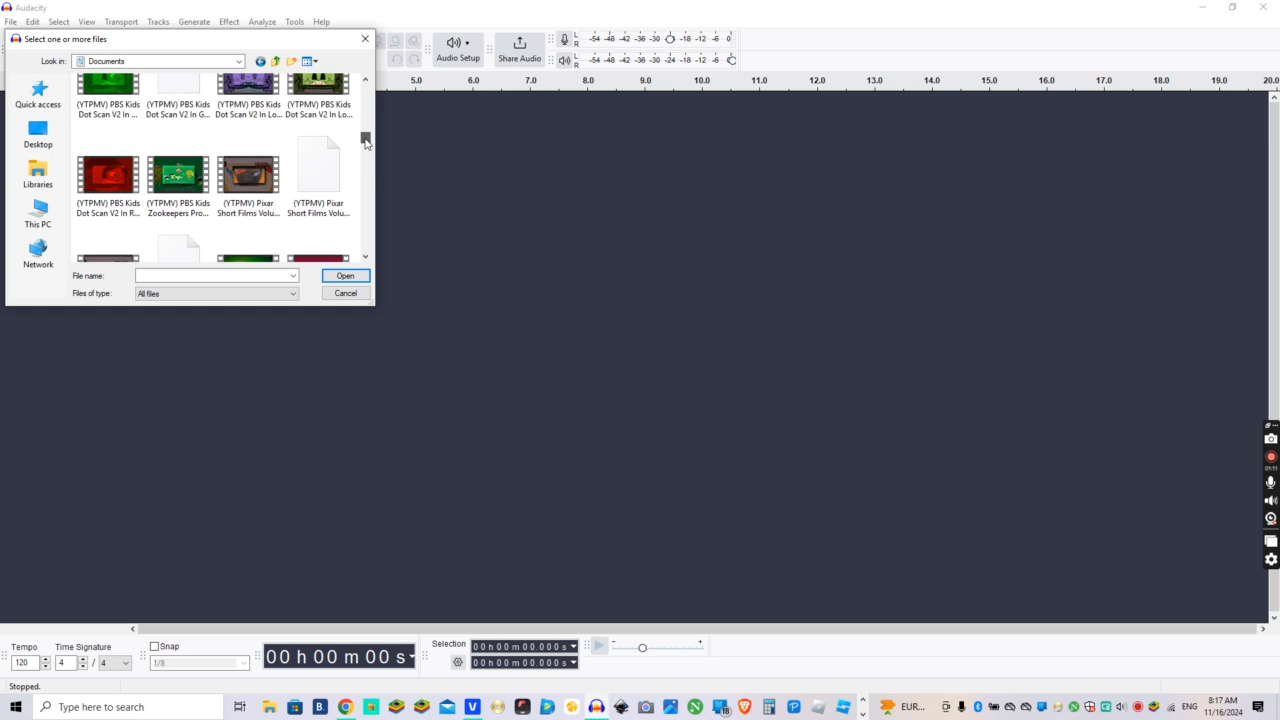 Audacity
File Edit Select View Transport Tracks Generate Effect Analyze Tools Help
Select one or more files
Look in: Documents
Audio Setup
Share Audio
L
R
-54 -48 -42 -36 -30 -24 -18 -12 -6 0
L
R
-54 -48 -42 -36 -30 -24 -18 -12 -6 0
5.0 6.0 7.0 8.0 9.0 10.0 11.0 12.0 13.0 14.0 15.0 16.0 17.0 18.0 19.0 20.0
Quick access
Desktop
Libraries
This PC
Network
(YTPMV) PBS Kids Dot Scan V2 In ...
(YTPMV) PBS Kids Dot Scan V2 In G...
(YTPMV) PBS Kids Dot Scan V2 In Lo...
(YTPMV) PBS Kids Dot Scan V2 In Lo...
(YTPMV) PBS Kids Dot Scan V2 In R...
(YTPMV) PBS Kids Zookeepers Pro...
(YTPMV) Pixar Short Films Volu...
(YTPMV) Pixar Short Films Volu...
File name:
Open
Files of type: All files
Cancel
01:11
Tempo
120
Time Signature
4 / 4
Snap
1/8
00 h 00 m 00 s
Selection
00 h 00 m 00.000 s
00 h 00 m 00.000 s
Stopped.
Type here to search
18
EUR...
ENG
8:17 AM
11/16/2024